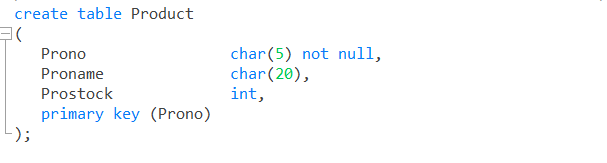 create table Product
(
Prono char(5) not null,
Proname char(20),
Prostock int,
primary key (Prono)
);